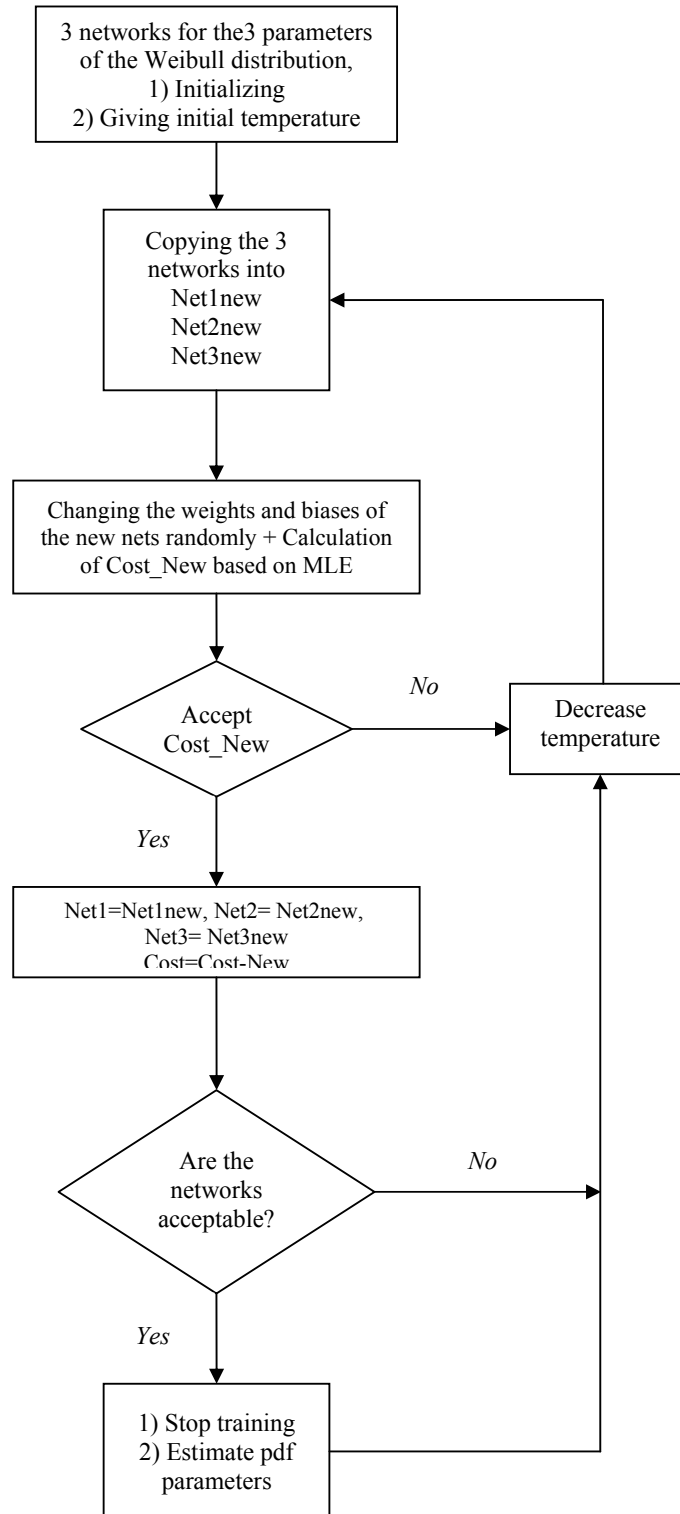 3 networks for the3 parameters
of the Weibull distribution,
1) Initializing
2) Giving initial temperature
Copying the 3
networks into
Net1new
Net2new
Net3new
Changing the weights and biases of
the new nets randomly + Calculation
of Cost_New based on MLE
Accept
Cost_New
No
Decrease
temperature
Yes
Net1=Net1new, Net2= Net2new,
Net3= Net3new
Cost=Cost-New
Are the
networks
acceptable?
No
Yes
1) Stop training
2) Estimate pdf
parameters